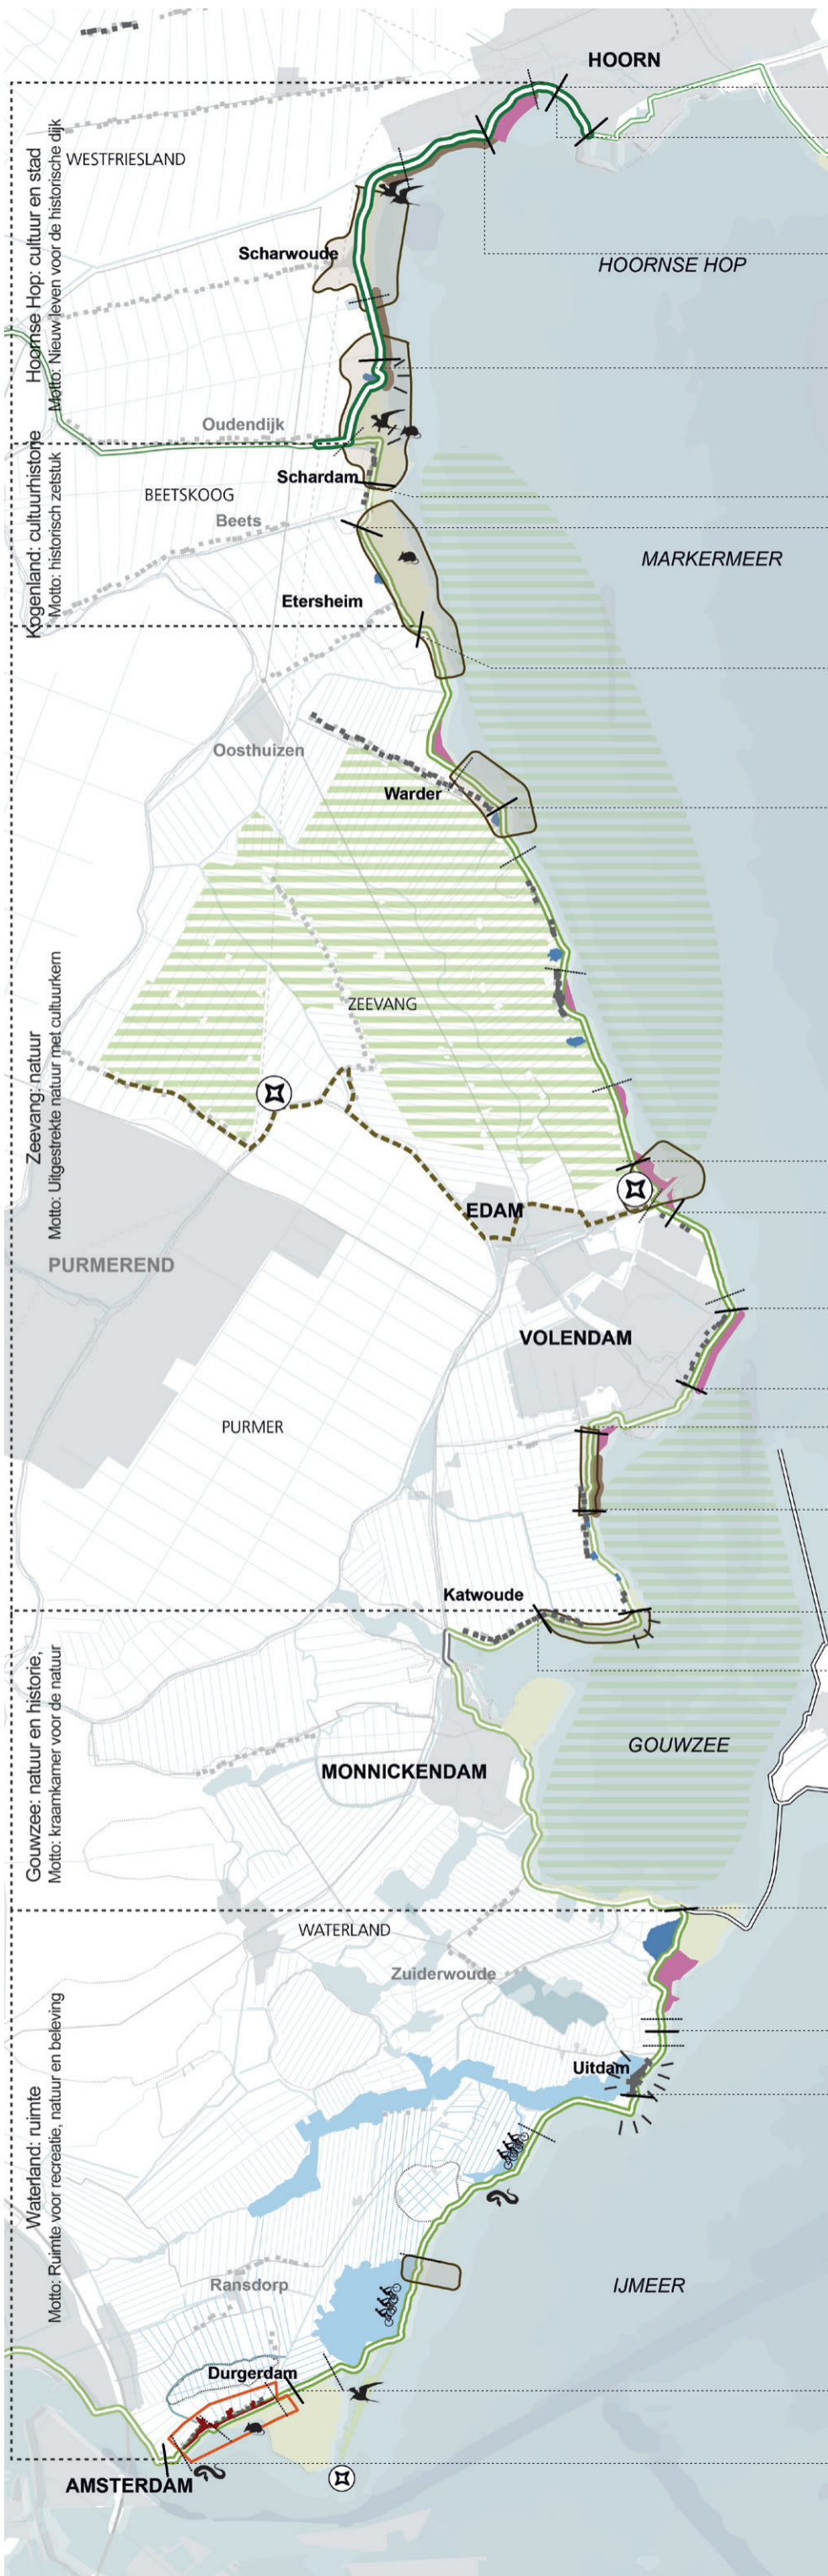 HOORN
WESTFRIESLAND
Hoornse Hop: cultuur en stad
Motto: Nieuw leven voor de historische dijk
Scharwoude
HOORNSE HOP
Oudendijk
Kogenland: cultuurhistorie
Motto: historisch zetstuk
Schardam
BEETSKOOG
Beets
MARKERMEER
Etersheim
Oosthuizen
Warder
Zeevang: natuur
Motto: Uitgestrekte natuur met cultuurkern
ZEEVANG
EDAM
PURMEREND
VOLENDAM
PURMER
Katwoude
Gouwzee: natuur en historie,
Motto: kraamkamer voor de natuur
GOUWZEE
MONNICKENDAM
WATERLAND
Zuiderwoude
Waterland: ruimte
Motto: Ruimte voor recreatie, natuur en beleving
Uitdam
Ransdorp
IJMEER
Durgerdam
AMSTERDAM